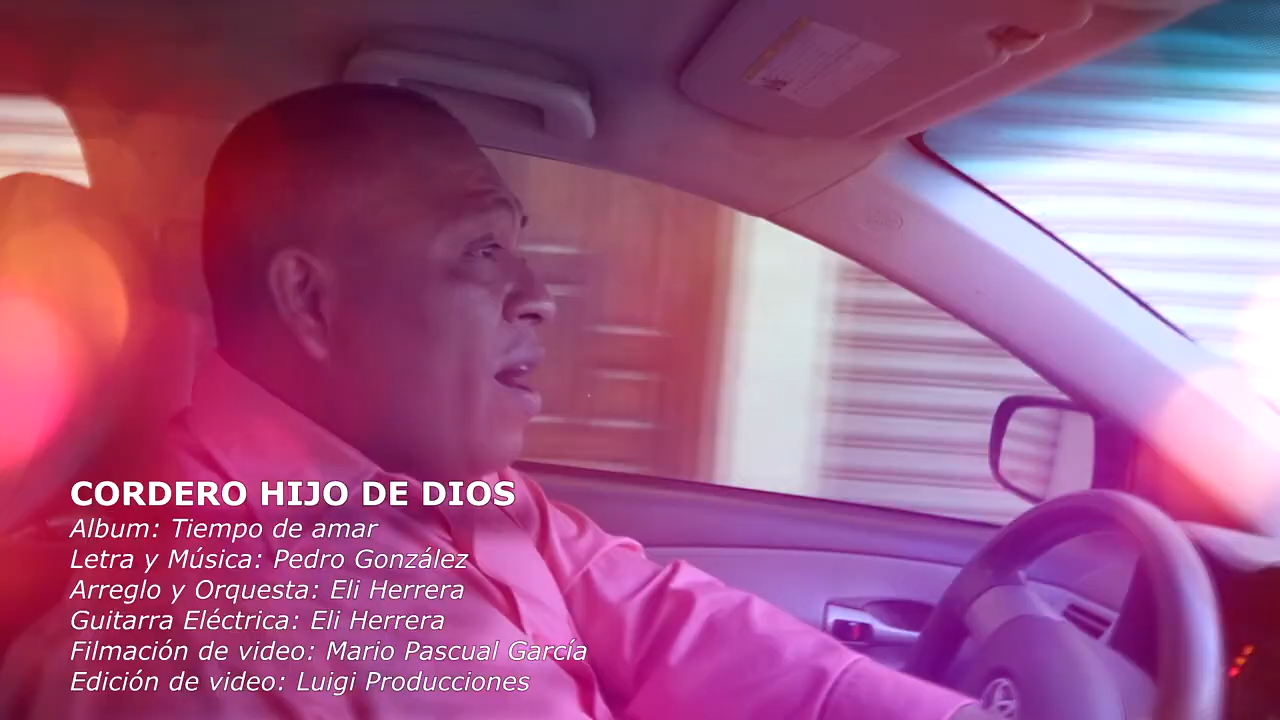 CORDERO HIJO DE DIOS
Album: Tiempo de amar
Letra y Música: Pedro González
Arreglo y Orquesta: Eli Herrera
Guitarra Eléctrica: Eli Herrera
Filmación de video: Mario Pascual García
Edición de video: Luigi Producciones